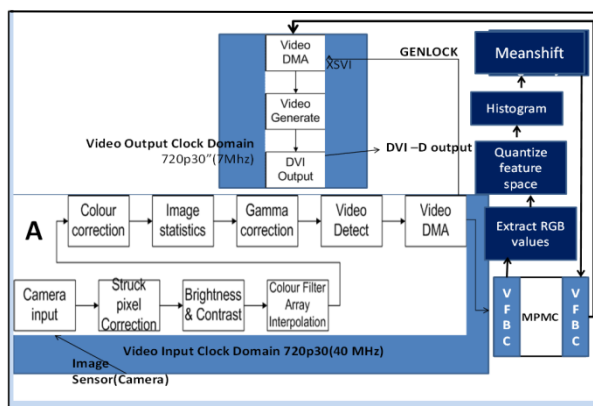 Video
DMA
XSVI
GENLOCK
Meanshift
Video
Generate
Histogram
Video Output Clock Domain
720p30"(7Mhz)
DVI
Output
DVI –D output
Quantize
feature
space
A
Colour
correction
Image
statistics
Gamma
correction
Video
Detect
Video
DMA
Extract RGB
values
Camera
input
Struck
pixel
Correction
Brightness
& Contrast
Colour Filter
Array
Interpolation
V
F
B
C
MPMC
V
F
B
C
Video Input Clock Domain 720p30(40 MHz)
Image
Sensor(Camera)